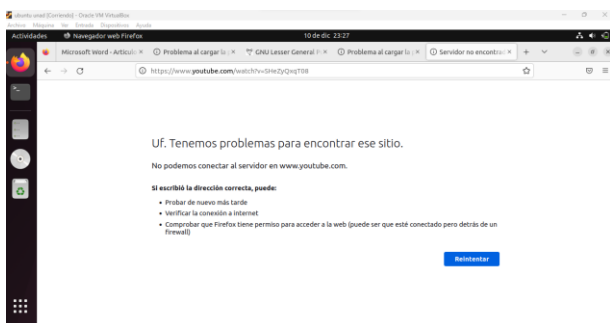 ubuntu unad [Corriendo] - Oracle VM VirtualBox
Archivo Máquina Ver Entrada Dispositivos Ayuda
Actividades Navegador web Firefox 10 de dic 23:27
Microsoft Word - Articulo Problema al cargar la p GNU Lesser General P Problema al cargar la p Servidor no encontrado
https://www.youtube.com/watch?v=SHeZyQxqT08
Uf. Tenemos problemas para encontrar ese sitio.
No podemos conectar al servidor en www.youtube.com.
Si escribió la dirección correcta, puede:
• Probar de nuevo más tarde
• Verificar la conexión a Internet
• Comprobar que Firefox tiene permiso para acceder a la web (puede ser que esté conectado pero detrás de un
firewall)
Reintentar